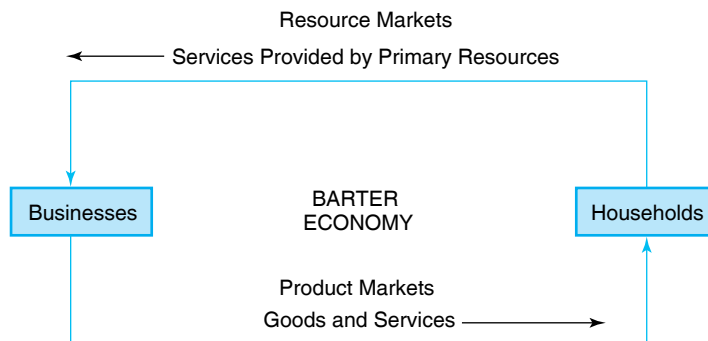 Resource Markets
Services Provided by Primary Resources
Businesses
BARTER
ECONOMY
Households
Product Markets
Goods and Services